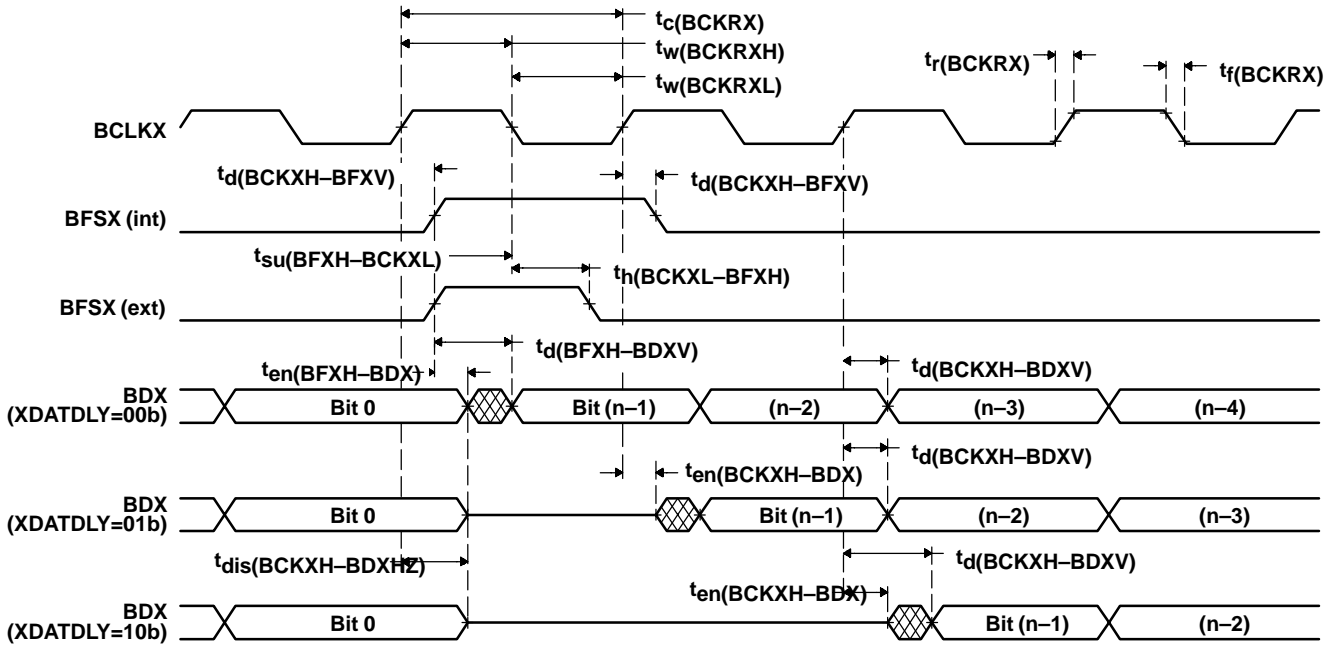 tc(BCKRX)
tw(BCKRXH)
tr(BCKRX)
tf(BCKRX)
tw(BCKRXL)
BCLKX
td(BCKXH–BFXV)
td(BCKXH–BFXV)
BFSX (int)
tsu(BFXH–BCKXL)
th(BCKXL–BFXH)
BFSX (ext)
td(BFXH–BDXV)
ten(BFXH–BDX)
td(BCKXH–BDXV)
BDX
(XDATDLY=00b)
Bit 0
Bit (n–1)
(n–2)
(n–3)
(n–4)
td(BCKXH–BDXV)
ten(BCKXH–BDX)
BDX
(XDATDLY=01b)
Bit 0
Bit (n–1)
(n–2)
(n–3)
tdis(BCKXH–BDXHZ)
td(BCKXH–BDXV)
ten(BCKXH–BDX)
BDX
(XDATDLY=10b)
Bit 0
Bit (n–1)
(n–2)